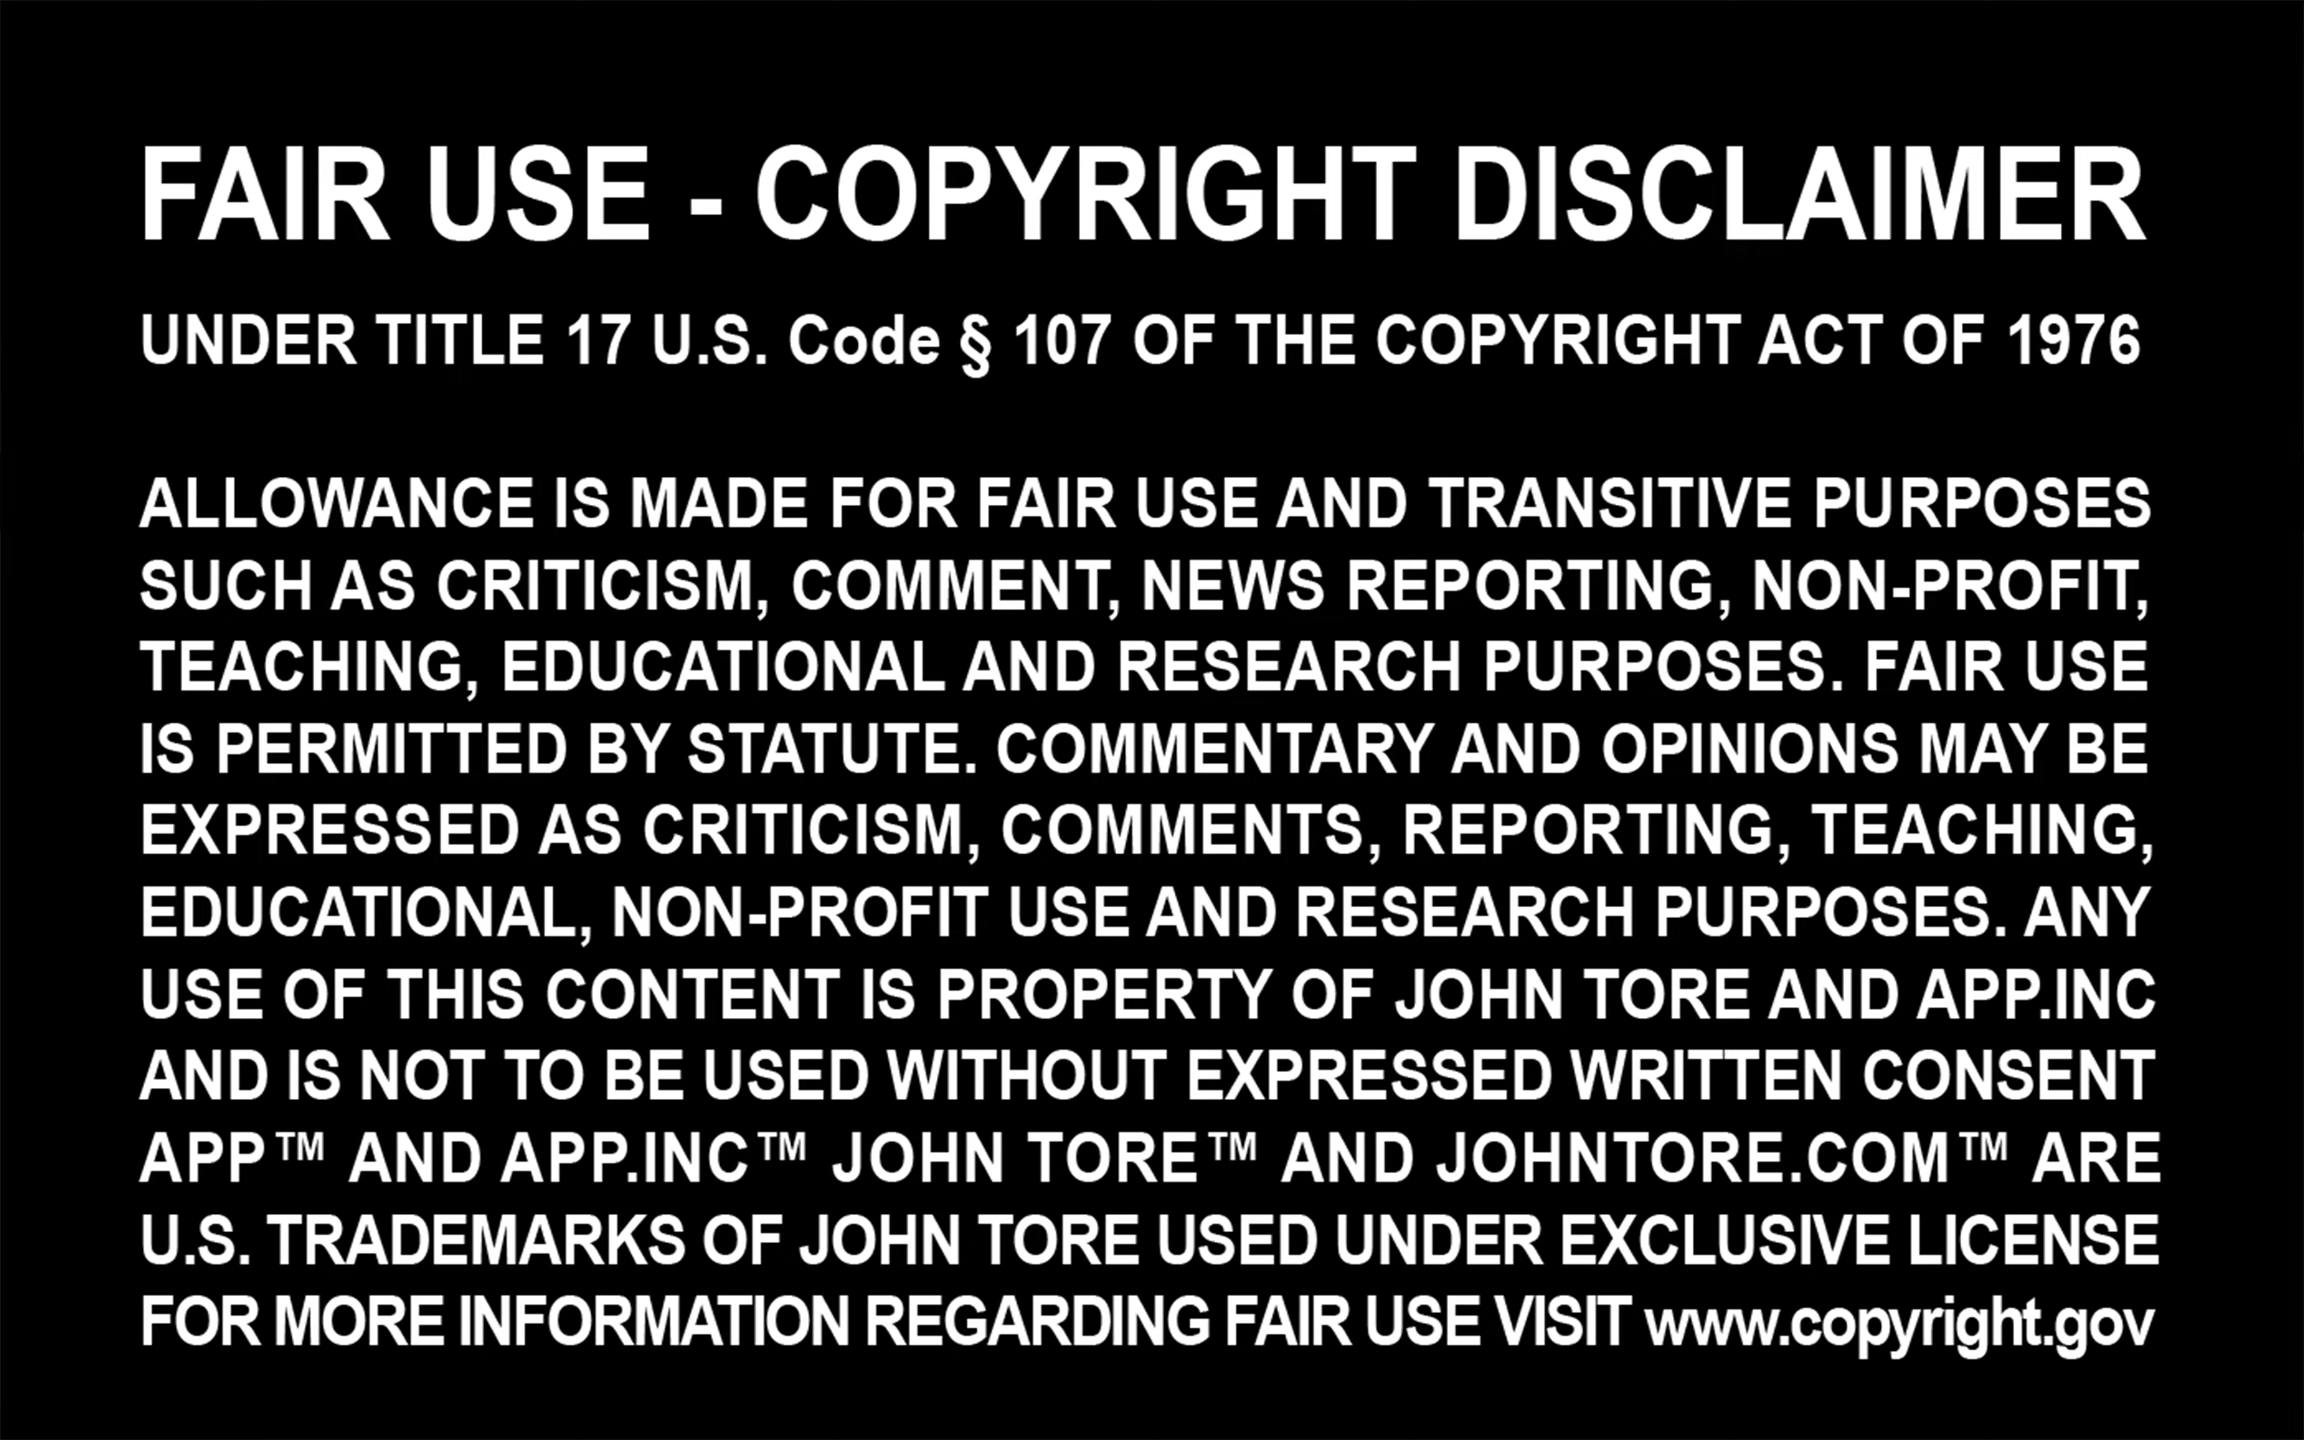 FAIR USE - COPYRIGHT DISCLAIMER
UNDER TITLE 17 U.S. Code § 107 OF THE COPYRIGHT ACT OF 1976
ALLOWANCE IS MADE FOR FAIR USE AND TRANSITIVE PURPOSES
SUCH AS CRITICISM, COMMENT, NEWS REPORTING, NON-PROFIT,
TEACHING, EDUCATIONAL AND RESEARCH PURPOSES. FAIR USE
IS PERMITTED BY STATUTE. COMMENTARY AND OPINIONS MAY BE
EXPRESSED AS CRITICISM, COMMENTS, REPORTING, TEACHING,
EDUCATIONAL, NON-PROFIT USE AND RESEARCH PURPOSES. ANY
USE OF THIS CONTENT IS PROPERTY OF JOHN TORE AND APP.INC
AND IS NOT TO BE USED WITHOUT EXPRESSED WRITTEN CONSENT
APP™ AND APP.INC™ JOHN TORE™ AND JOHNTORE.COM™ ARE
U.S. TRADEMARKS OF JOHN TORE USED UNDER EXCLUSIVE LICENSE
FOR MORE INFORMATION REGARDING FAIR USE VISIT www.copyright.gov